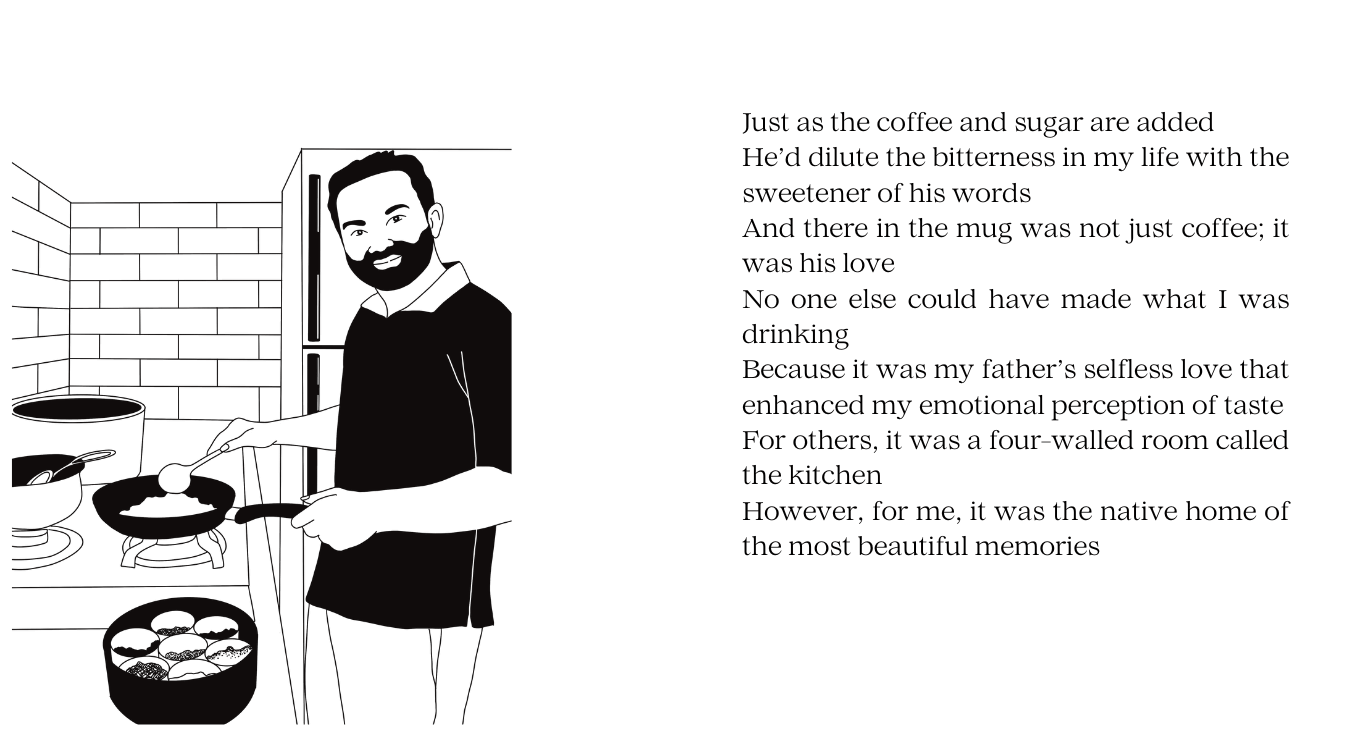 Just as the coffee and sugar are added
He’d dilute the bitterness in my life with the
sweetener of his words
And there in the mug was not just coffee; it
was his love
No one else could have made what I was
drinking
Because it was my father’s selfless love that
enhanced my emotional perception of taste
For others, it was a four-walled room called
the kitchen
However, for me, it was the native home of
the most beautiful memories